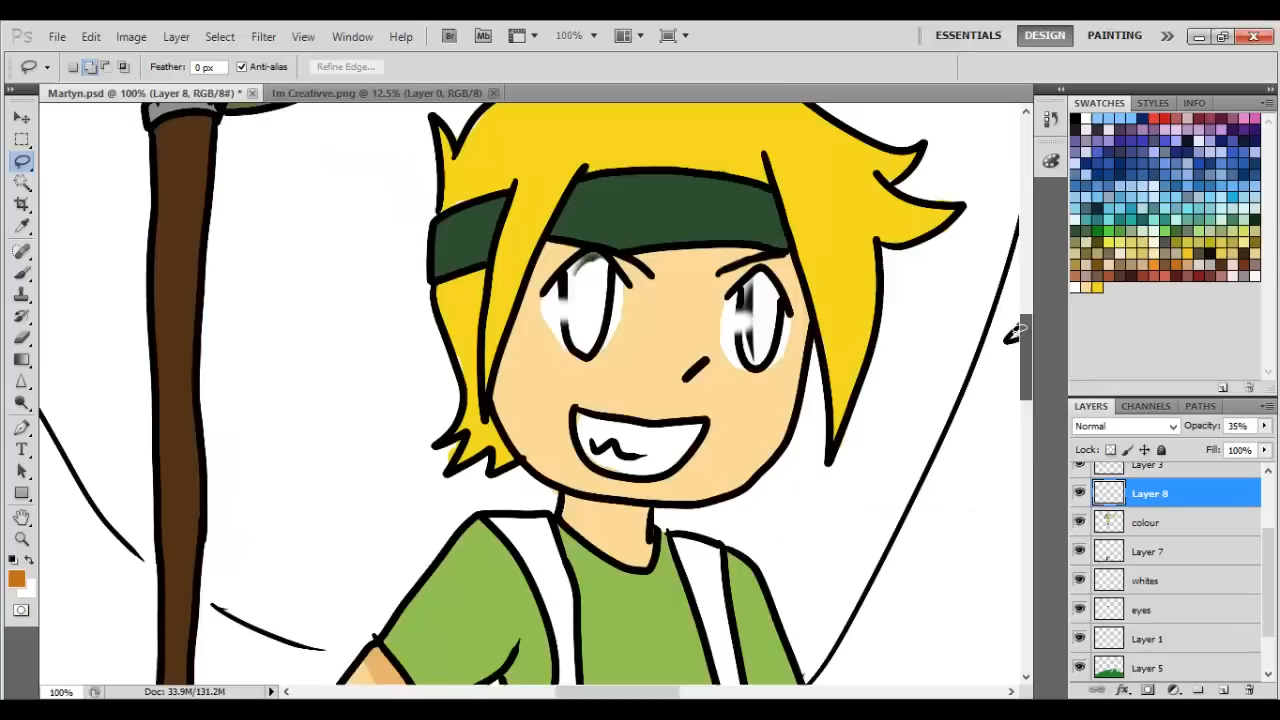 Ps File Edit Image Layer Select Filter View Window Help Br Mb 100% ESSENTIALS DESIGN PAINTING
Feather: 0 px Anti-alias Refine Edge...
Martyn.psd @ 100% (Layer 8, RGB/8#) * Im Creativve.png @ 12.5% (Layer 0, RGB/8)
SWATCHES STYLES INFO
LAYERS CHANNELS PATHS
Normal Opacity: 35%
Lock: Fill: 100%
Layer 3
Layer 8
colour
Layer 7
whites
eyes
Layer 1
Layer 5
100% Doc: 33.9M/131.2M